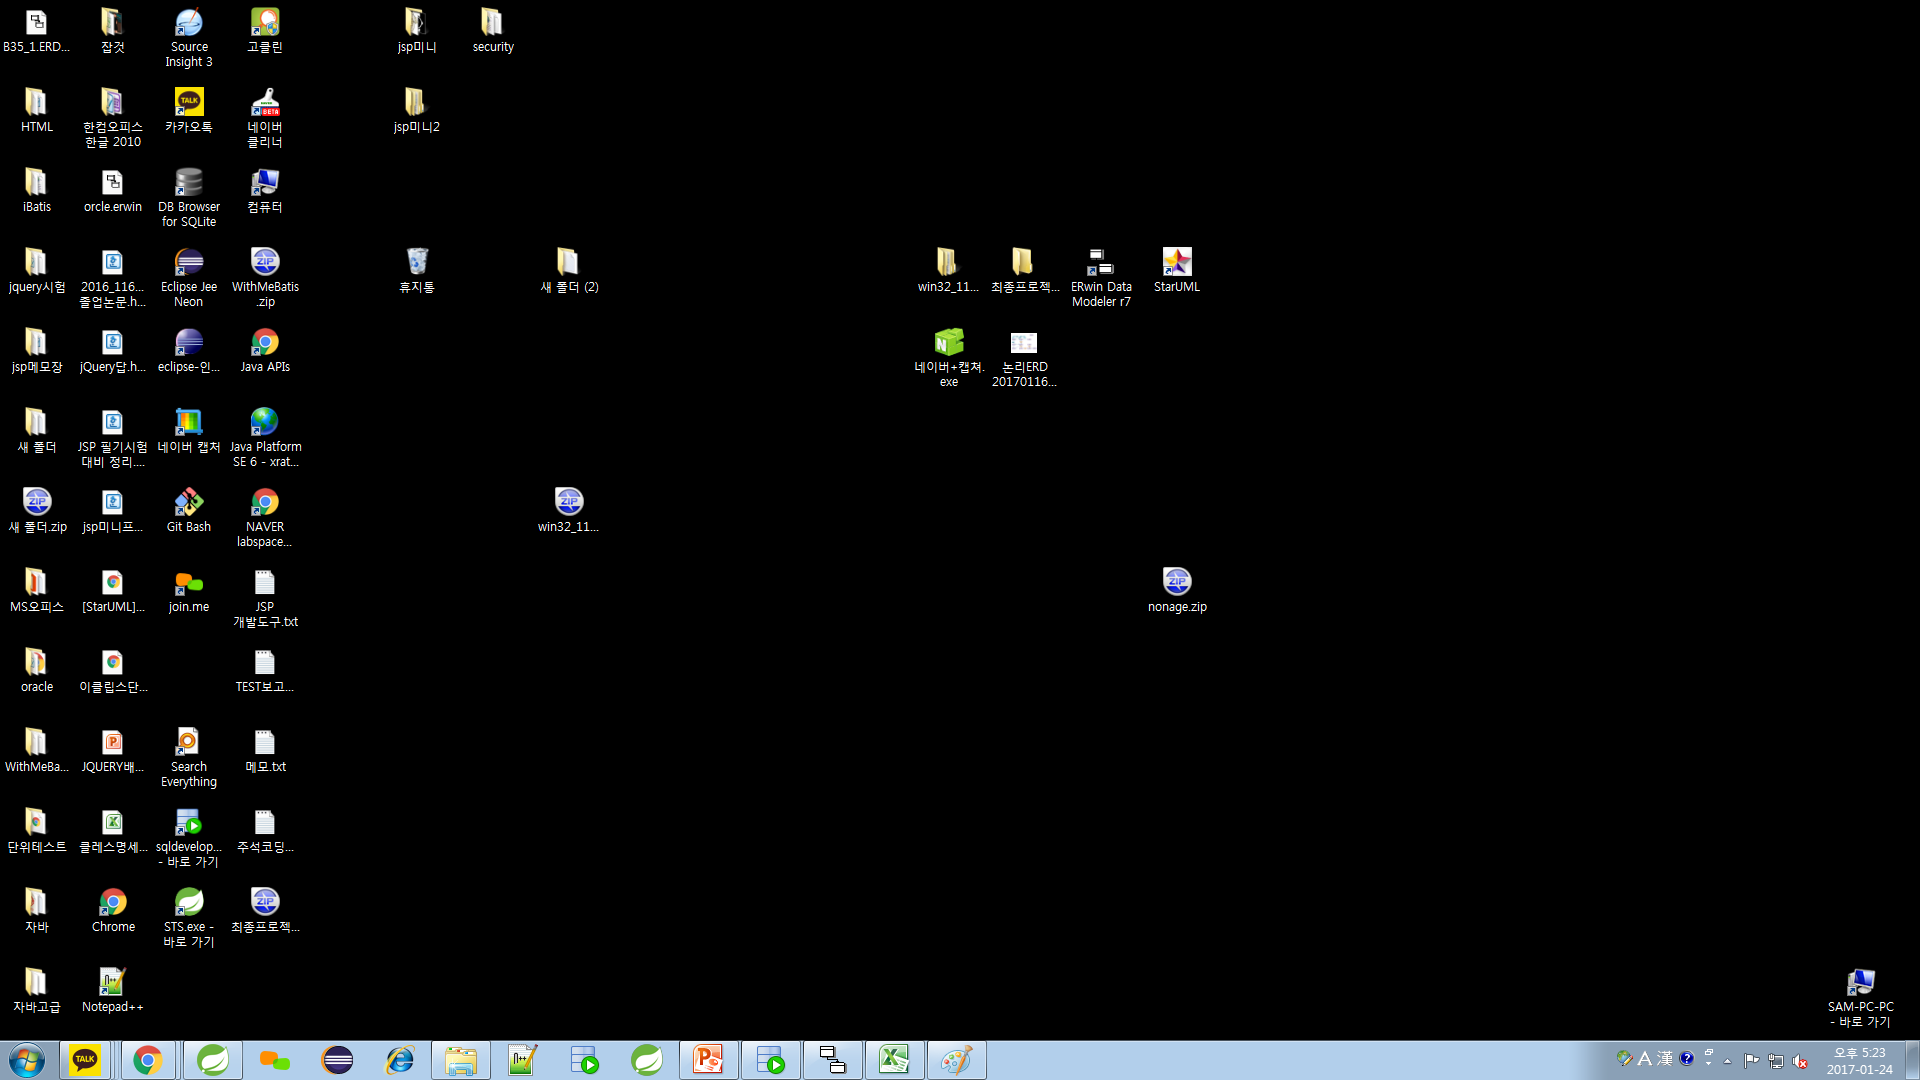 B35_1.ERD...
잡것
Source
Insight 3
고클린
jsp미니
security
HTML
한컴오피스
한글 2010
카카오톡
네이버
클리너
jsp미니2
iBatis
orcle.erwin
DB Browser
for SQLite
컴퓨터
jquery시험
2016_116...
졸업논문.h...
Eclipse Jee
Neon
WithMeBatis
.zip
휴지통
새 폴더 (2)
win32_11...
최종프로젝...
ERwin Data
Modeler r7
StarUML
jsp메모장
jQuery답.h...
eclipse-인...
Java APIs
네이버+캡쳐.
exe
논리ERD
20170116...
새 폴더
JSP 필기시험
대비 정리....
네이버 캡처
Java Platform
SE 6 - xrat...
새 폴더.zip
jsp미니프...
Git Bash
NAVER
labspace...
win32_11...
MS오피스
[StarUML]...
join.me
JSP
개발도구.txt
nonage.zip
oracle
이클립스단...
TEST보고...
WithMeBa...
JQUERY배...
Search
Everything
메모.txt
단위테스트
클레스명세...
sqldevelop...
- 바로 가기
주석코딩...
자바
Chrome
STS.exe -
바로 가기
최종프로젝...
자바고급
Notepad++
SAM-PC-PC
- 바로 가기
A 漢
오후 5:23
2017-01-24